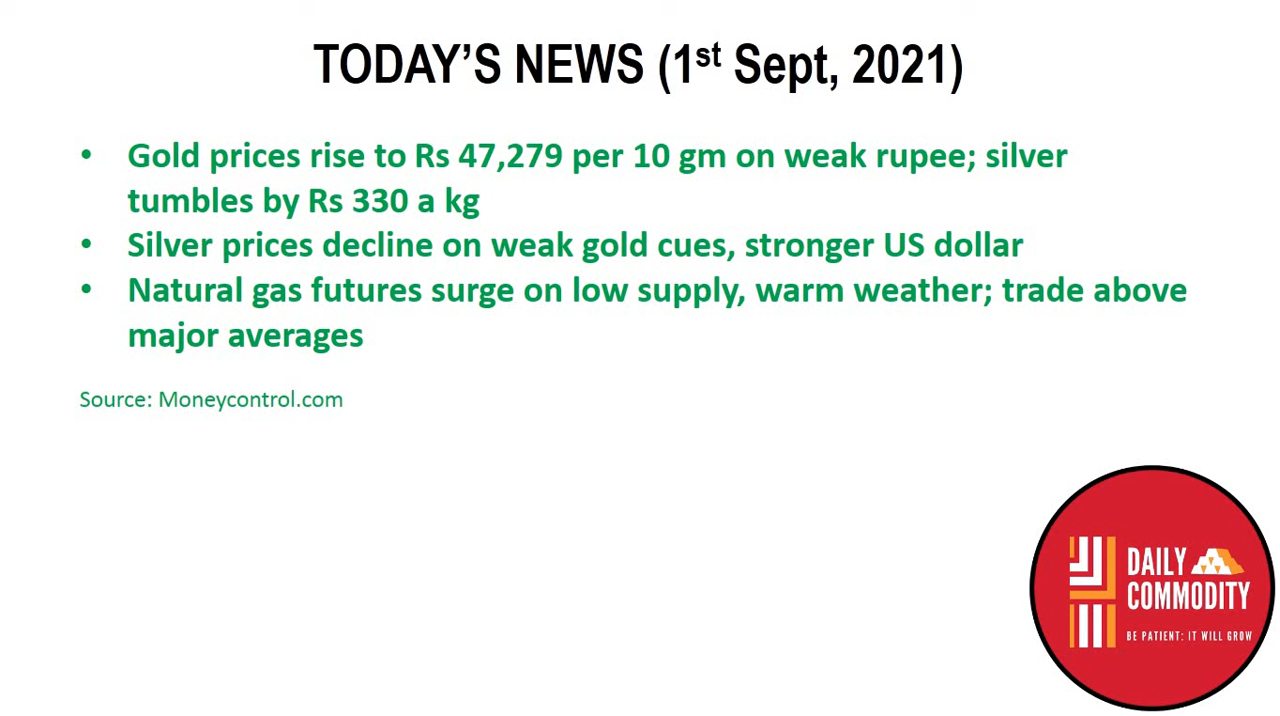 TODAY’S NEWS (1st Sept, 2021)
• Gold prices rise to Rs 47,279 per 10 gm on weak rupee; silver
tumbles by Rs 330 a kg
• Silver prices decline on weak gold cues, stronger US dollar
• Natural gas futures surge on low supply, warm weather; trade above
major averages
Source: Moneycontrol.com
DAILY
COMMODITY
BE PATIENT: IT WILL GROW